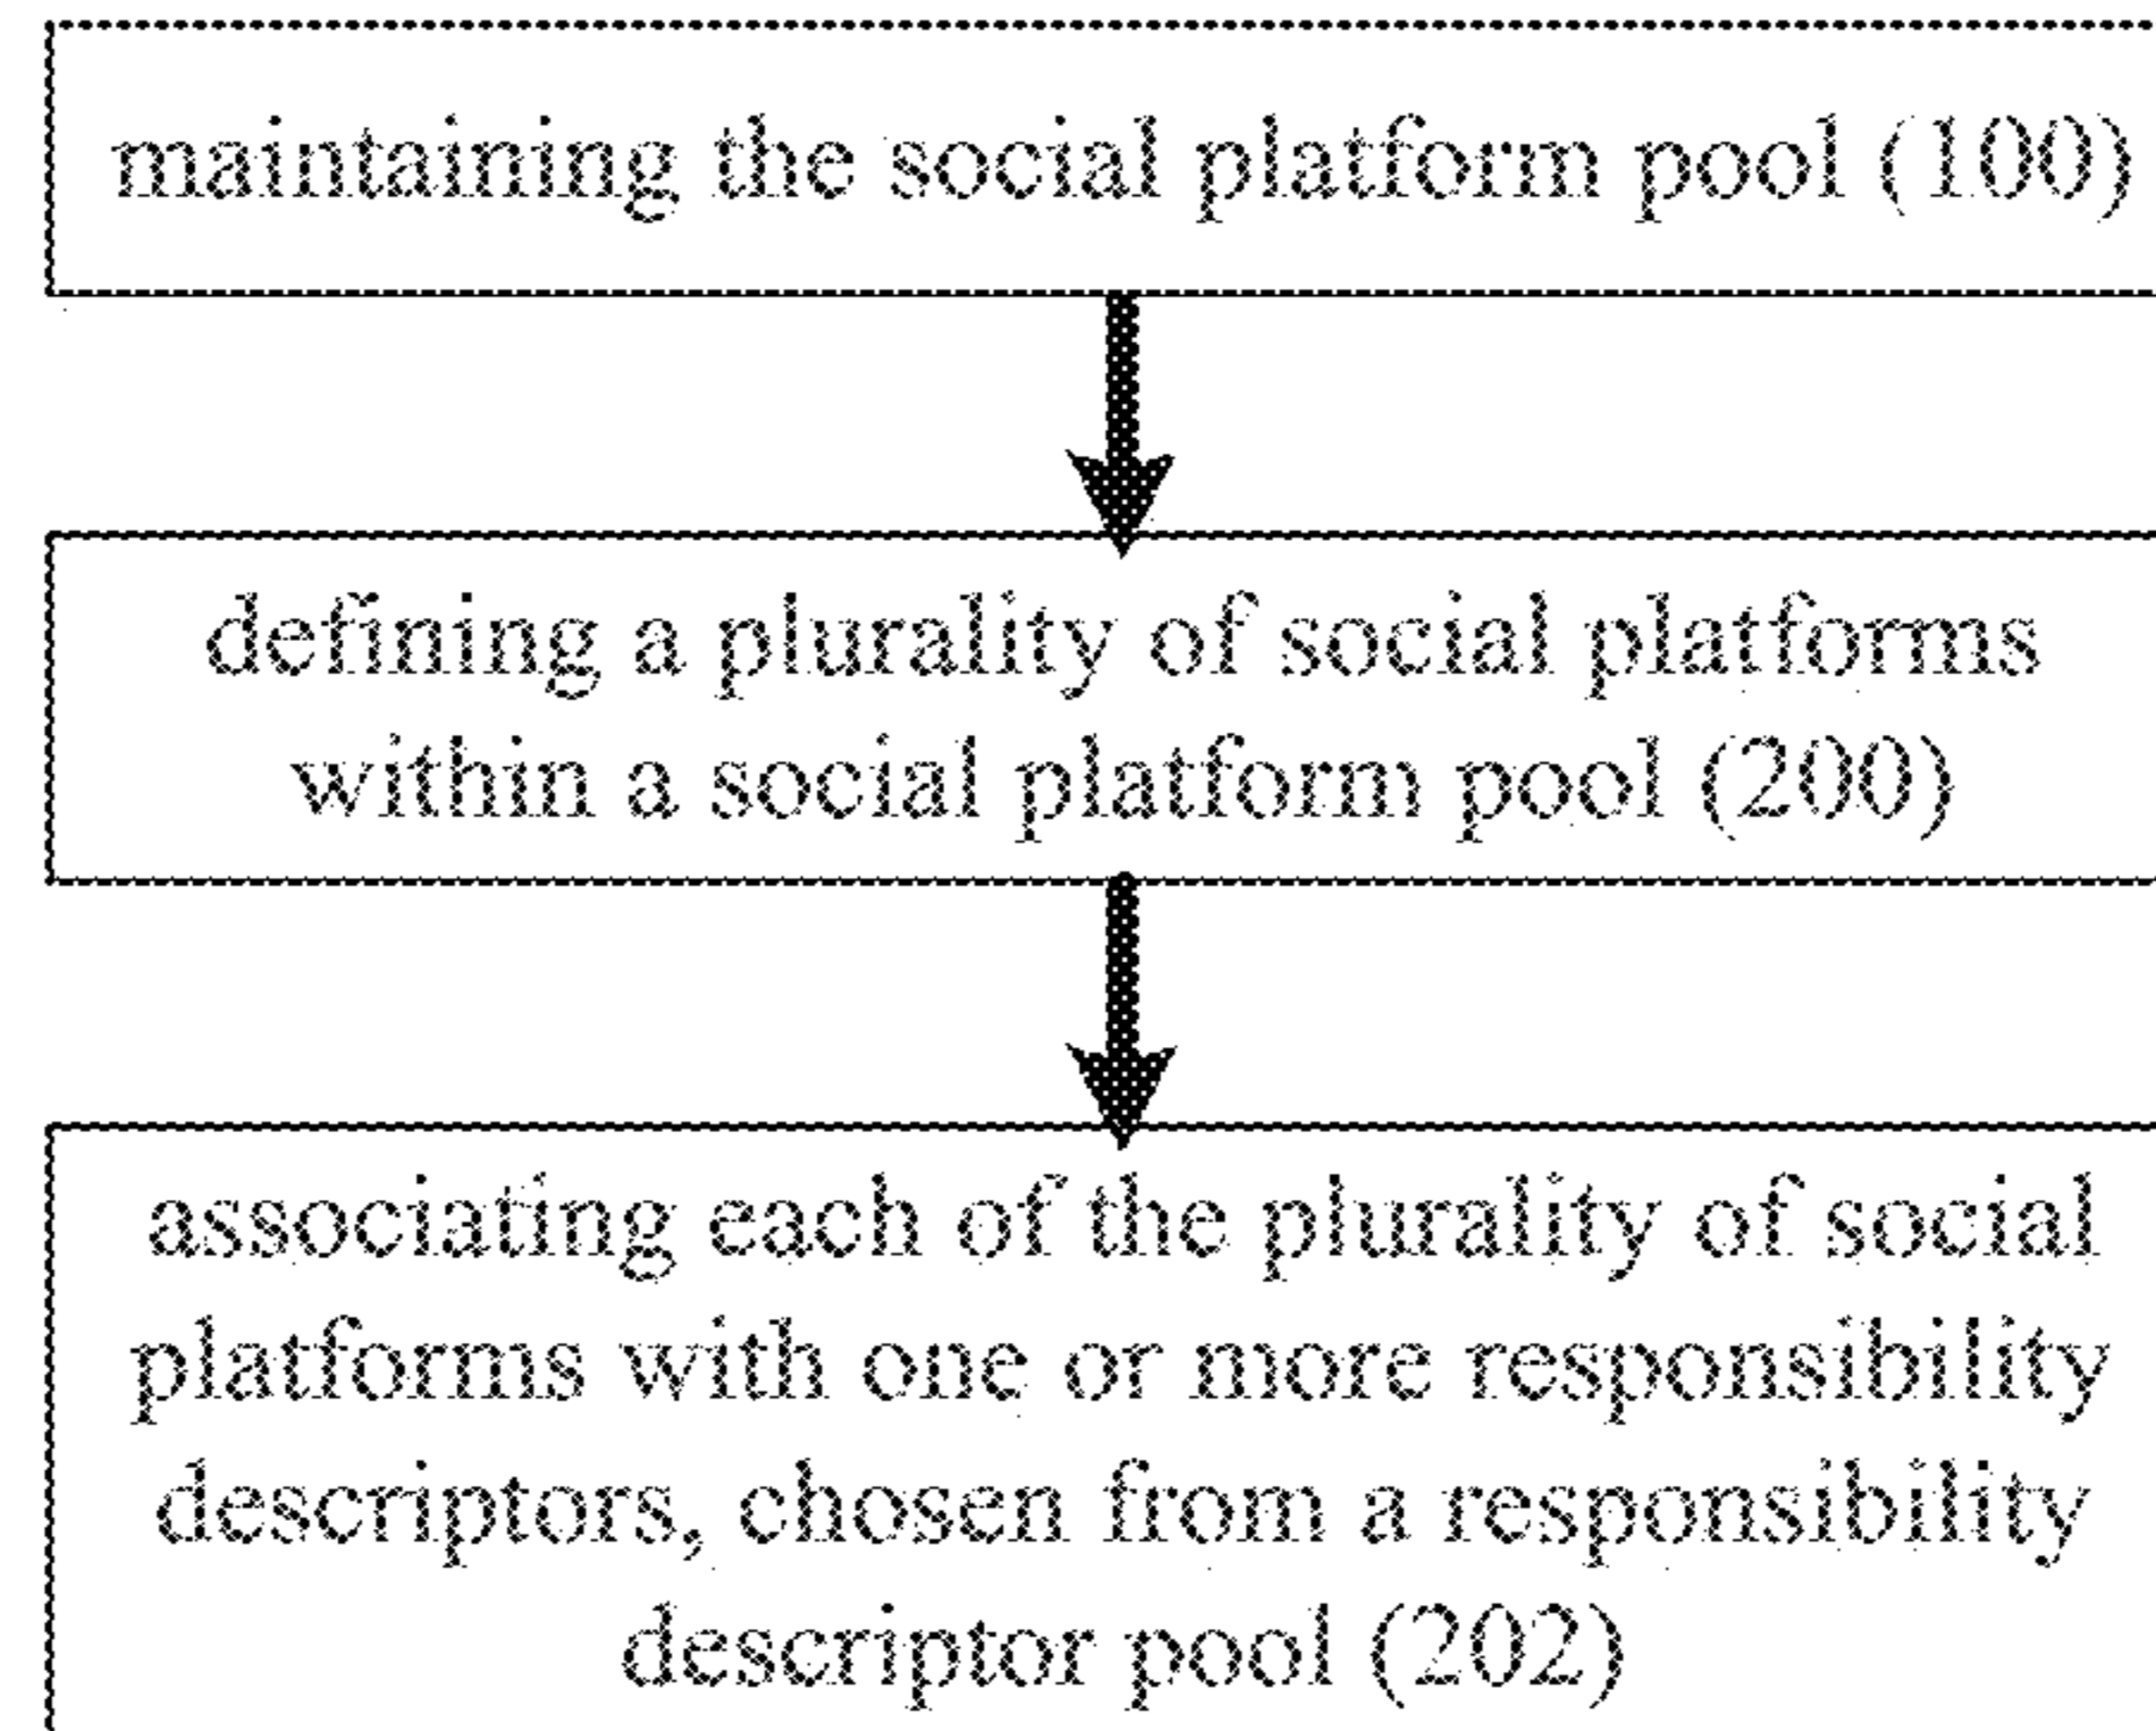 maintaining the social platform pool (100)
defining a plurality of social platforms
within a social platform pool (200)
associating each of the plurality of social
platforms with one or more responsibility
descriptors, chosen from a responsibility
descriptor pool (202)